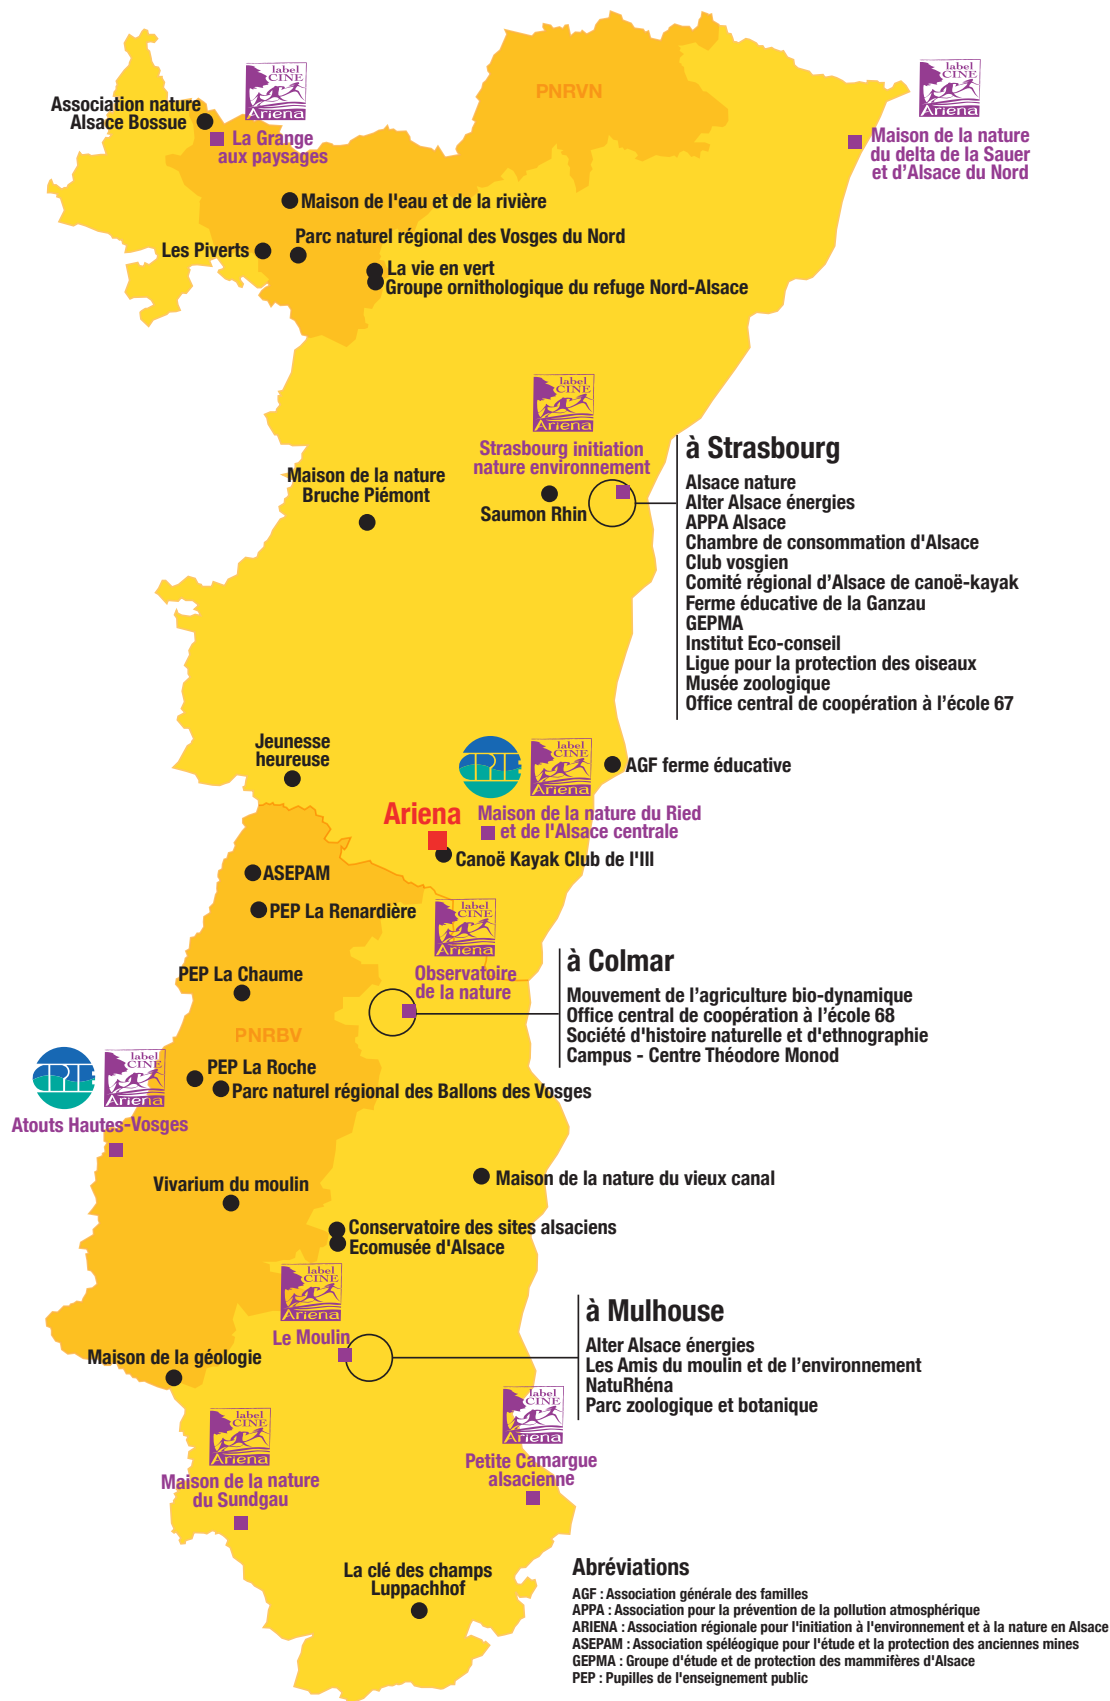 PNRVN
label
CINE
Ariena
Association nature
Alsace Bossue
La Grange
aux paysages
label
CINE
Ariena
Maison de la nature
du delta de la Sauer
et d'Alsace du Nord
Maison de l'eau et de la rivière
Parc naturel régional des Vosges du Nord
Les Piverts
La vie en vert
Groupe ornithologique du refuge Nord-Alsace
label
CINE
Ariena
Strasbourg initiation
nature environnement
Maison de la nature
Bruche Piémont
Saumon Rhin
à Strasbourg
Alsace nature
Alter Alsace énergies
APPA Alsace
Chambre de consommation d'Alsace
Club vosgien
Comité régional d'Alsace de canoë-kayak
Ferme éducative de la Ganzau
GEPMA
Institut Eco-conseil
Ligue pour la protection des oiseaux
Musée zoologique
Office central de coopération à l'école 67
Jeunesse
heureuse
CPIE
label
CINE
Ariena
AGF ferme éducative
Ariena
Maison de la nature du Ried
et de l'Alsace centrale
Canoë Kayak Club de l'Ill
ASEPAM
PEP La Renardière
label
CINE
Ariena
Observatoire
de la nature
PEP La Chaume
à Colmar
Mouvement de l'agriculture bio-dynamique
Office central de coopération à l'école 68
Société d'histoire naturelle et d'ethnographie
Campus - Centre Théodore Monod
PNRBV
CPIE
label
CINE
Ariena
PEP La Roche
Parc naturel régional des Ballons des Vosges
Atouts Hautes-Vosges
Maison de la nature du vieux canal
Vivarium du moulin
Conservatoire des sites alsaciens
Ecomusée d'Alsace
label
CINE
Ariena
Le Moulin
à Mulhouse
Alter Alsace énergies
Les Amis du moulin et de l'environnement
NatuRhéna
Parc zoologique et botanique
Maison de la géologie
label
CINE
Ariena
Maison de la nature
du Sundgau
label
CINE
Ariena
Petite Camargue
alsacienne
La clé des champs
Luppachhof
Abréviations
AGF : Association générale des familles
APPA : Association pour la prévention de la pollution atmosphérique
ARIENA : Association régionale pour l'initiation à l'environnement et à la nature en Alsace
ASEPAM : Association spéléogique pour l'étude et la protection des anciennes mines
GEPMA : Groupe d'étude et de protection des mammifères d'Alsace
PEP : Pupilles de l'enseignement public